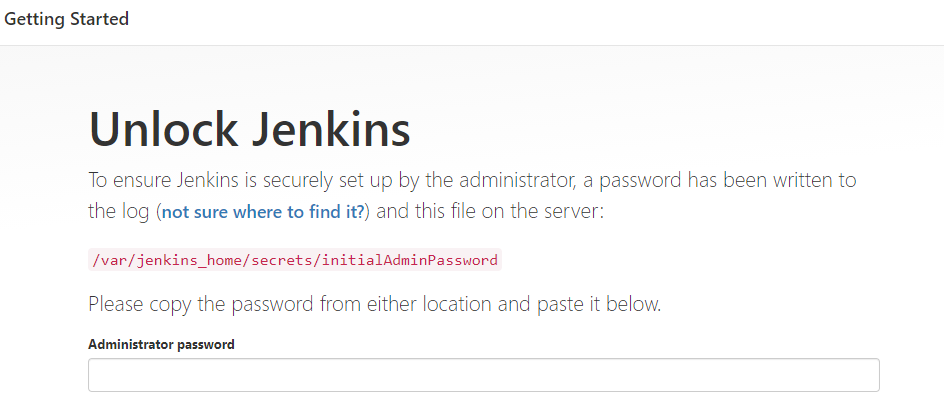 Getting Started
Unlock Jenkins
To ensure Jenkins is securely set up by the administrator, a password has been written to
the log (not sure where to find it?) and this file on the server:
/var/jenkins_home/secrets/initialAdminPassword
Please copy the password from either location and paste it below.
Administrator password